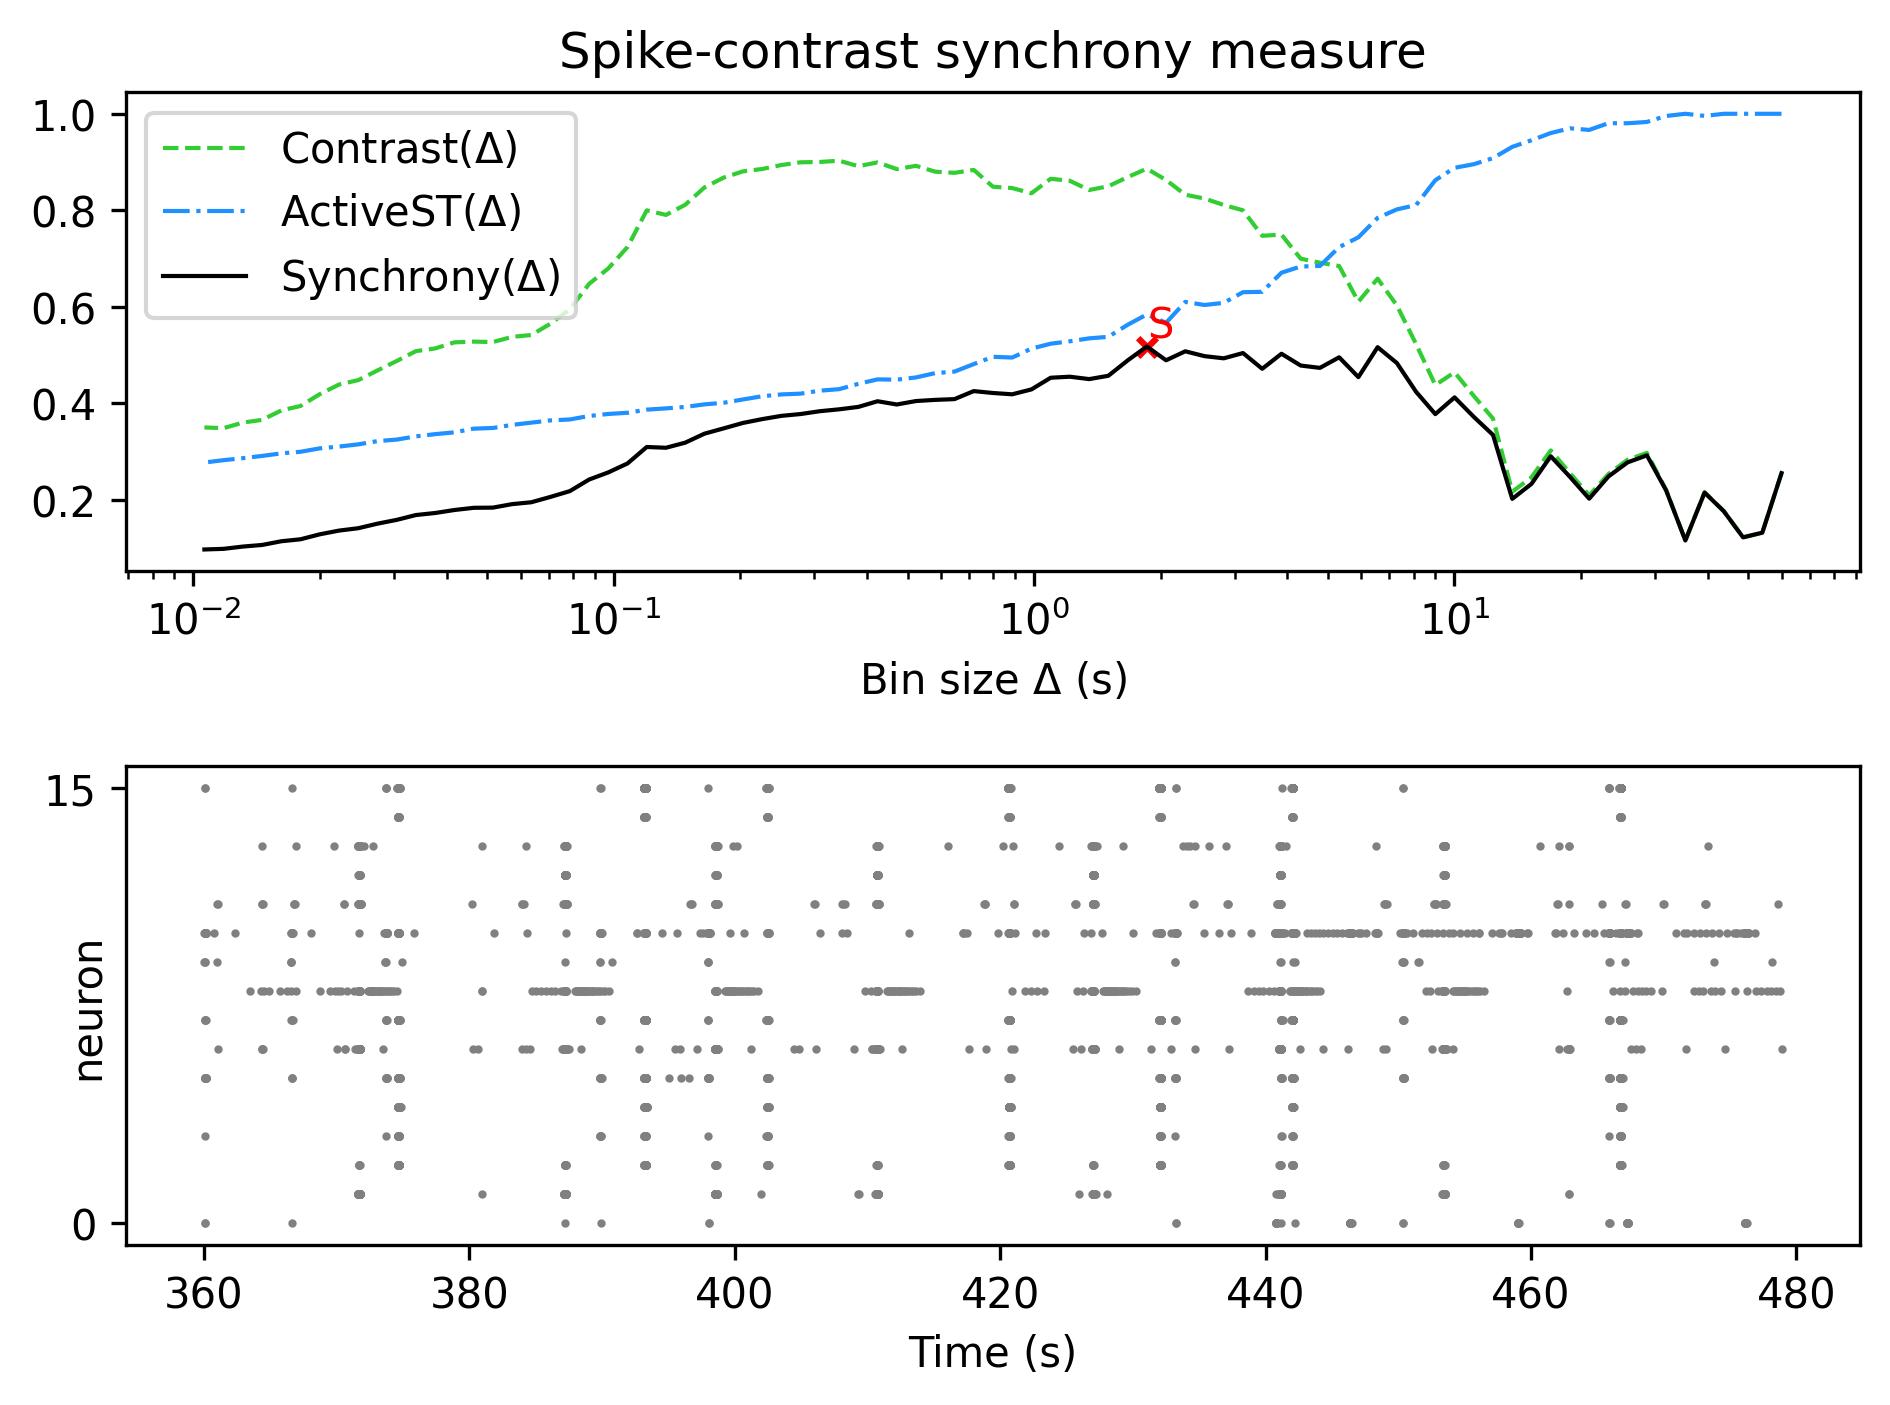 Spike-contrast synchrony measure
1.0
0.8
0.6
0.4
0.2
Contrast(Δ)
ActiveST(Δ)
Synchrony(Δ)
S
10⁻² 10⁻¹ 10⁰ 10¹
Bin size Δ (s)
15
0
neuron
360 380 400 420 440 460 480
Time (s)